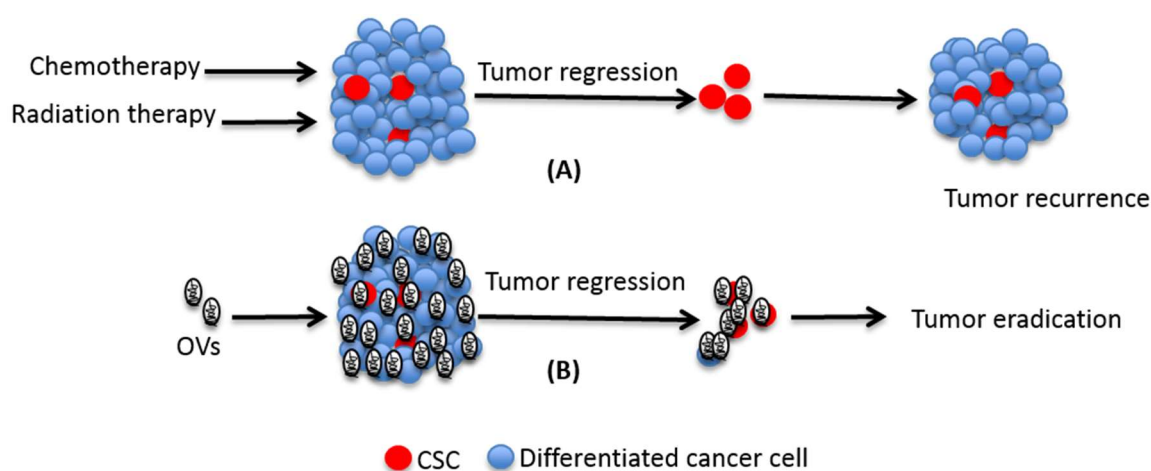 Chemotherapy
Radiation therapy
Tumor regression
(A)
Tumor recurrence
OVs
Tumor regression
(B)
Tumor eradication
CSC
Differentiated cancer cell